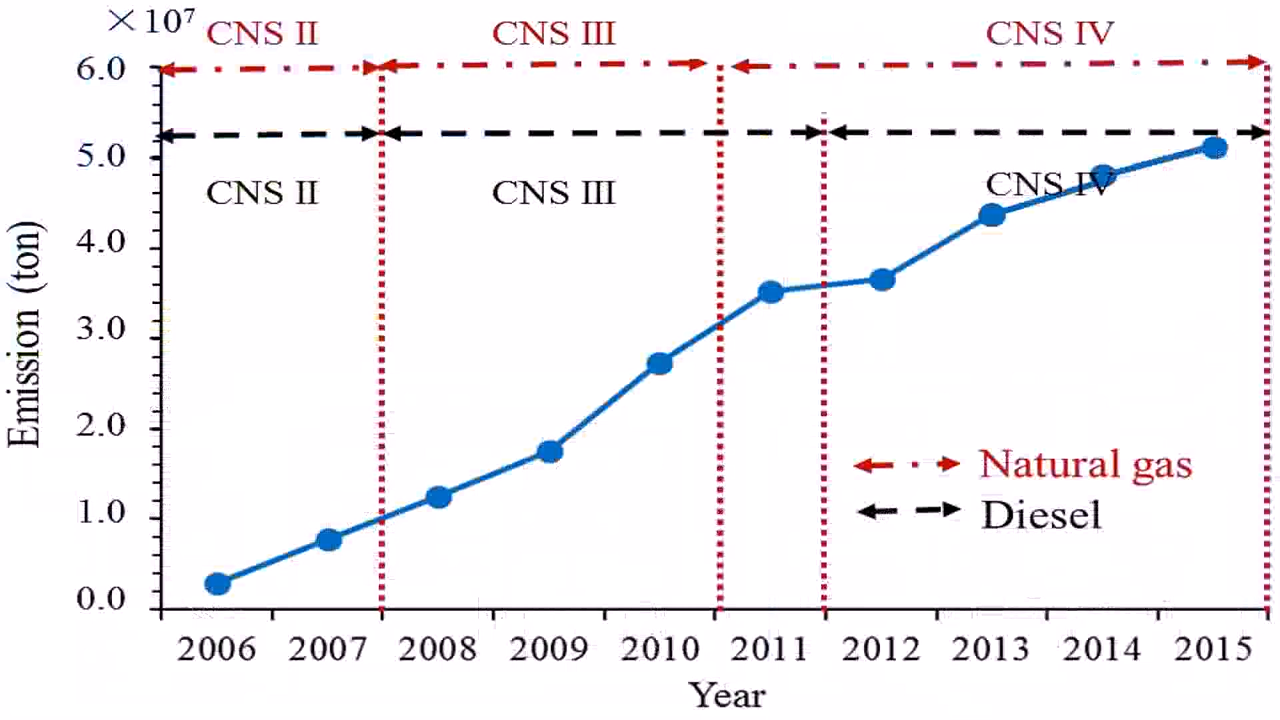 ×10⁷
CNS II CNS III CNS IV
6.0
5.0
CNS II CNS III CNS IV
4.0
3.0
2.0
1.0
0.0
Emission (ton)
Natural gas
Diesel
2006 2007 2008 2009 2010 2011 2012 2013 2014 2015
Year